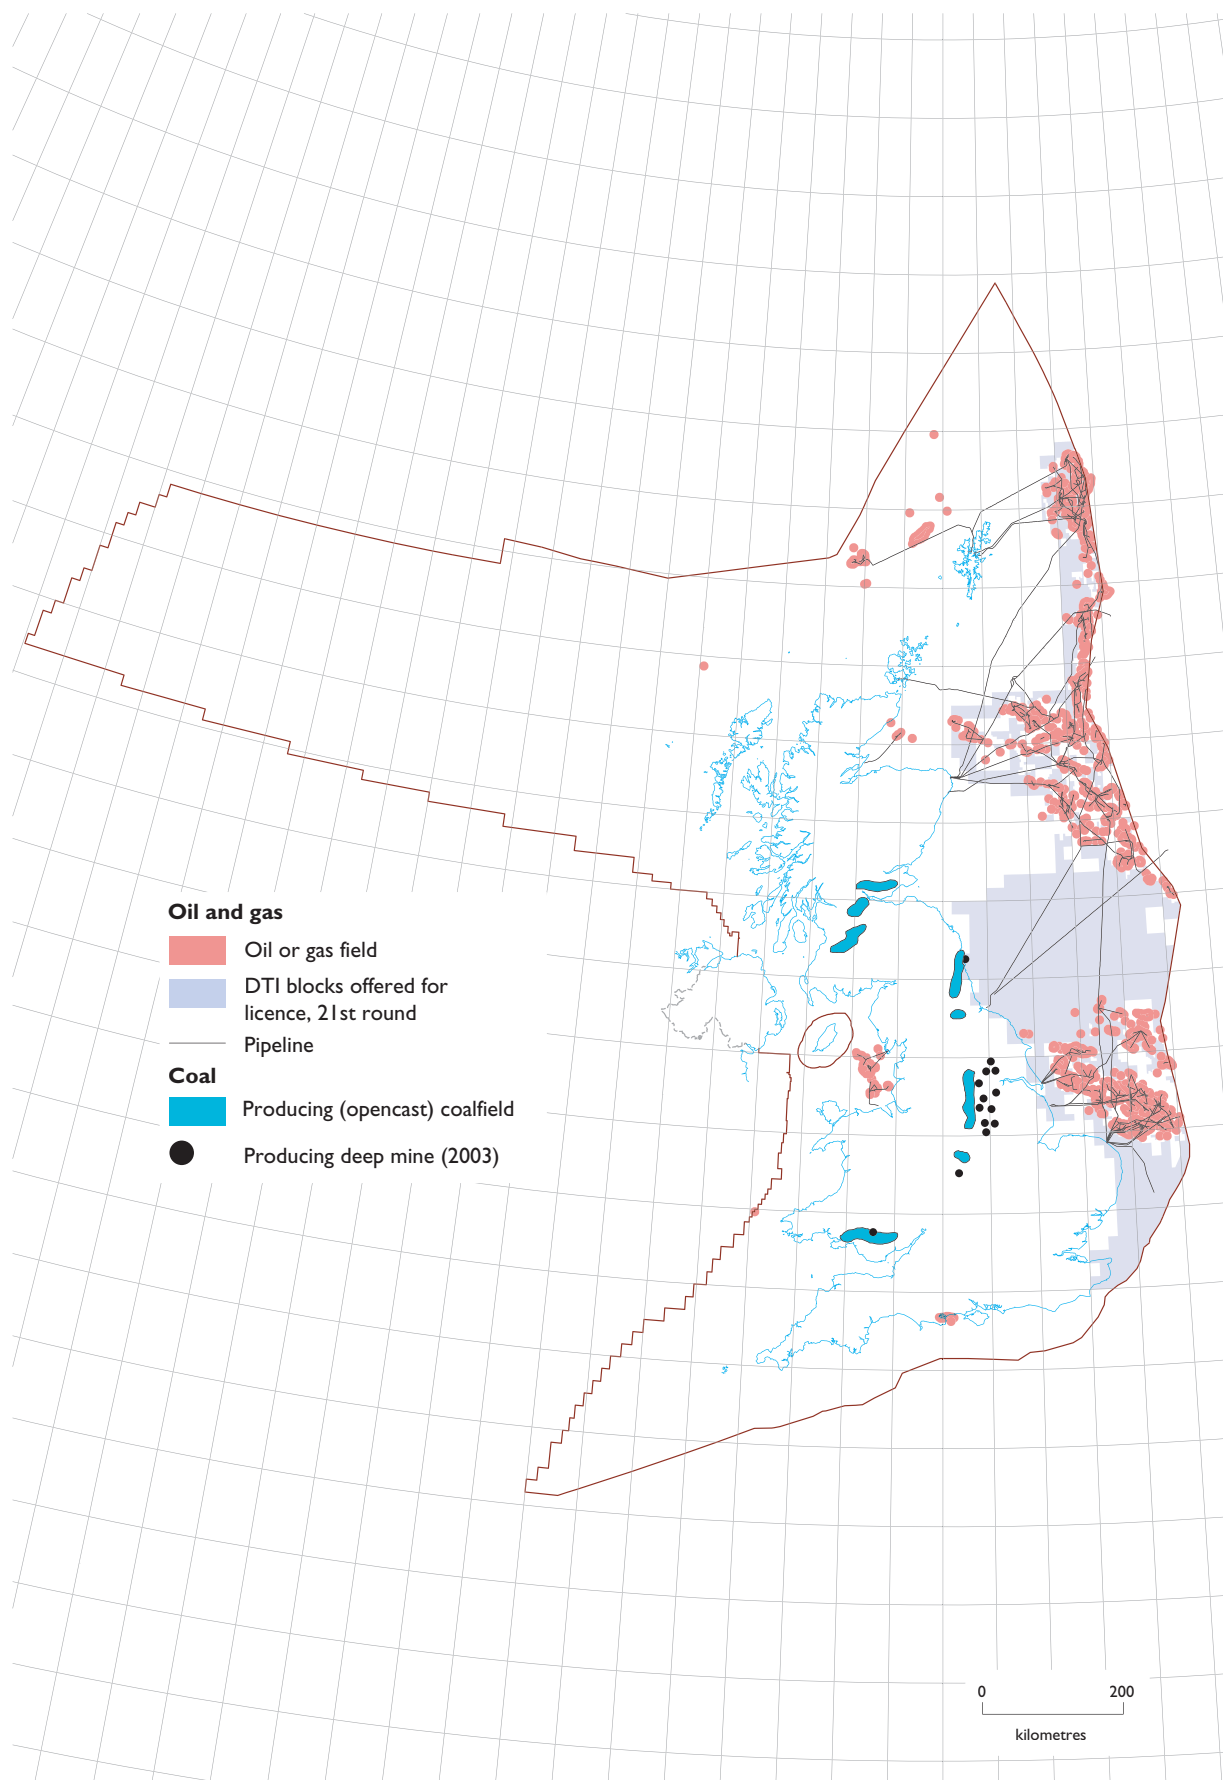 Oil and gas
Oil or gas field
DTI blocks offered for
licence, 21st round
Pipeline
Coal
Producing (opencast) coalfield
Producing deep mine (2003)
0 200
kilometres